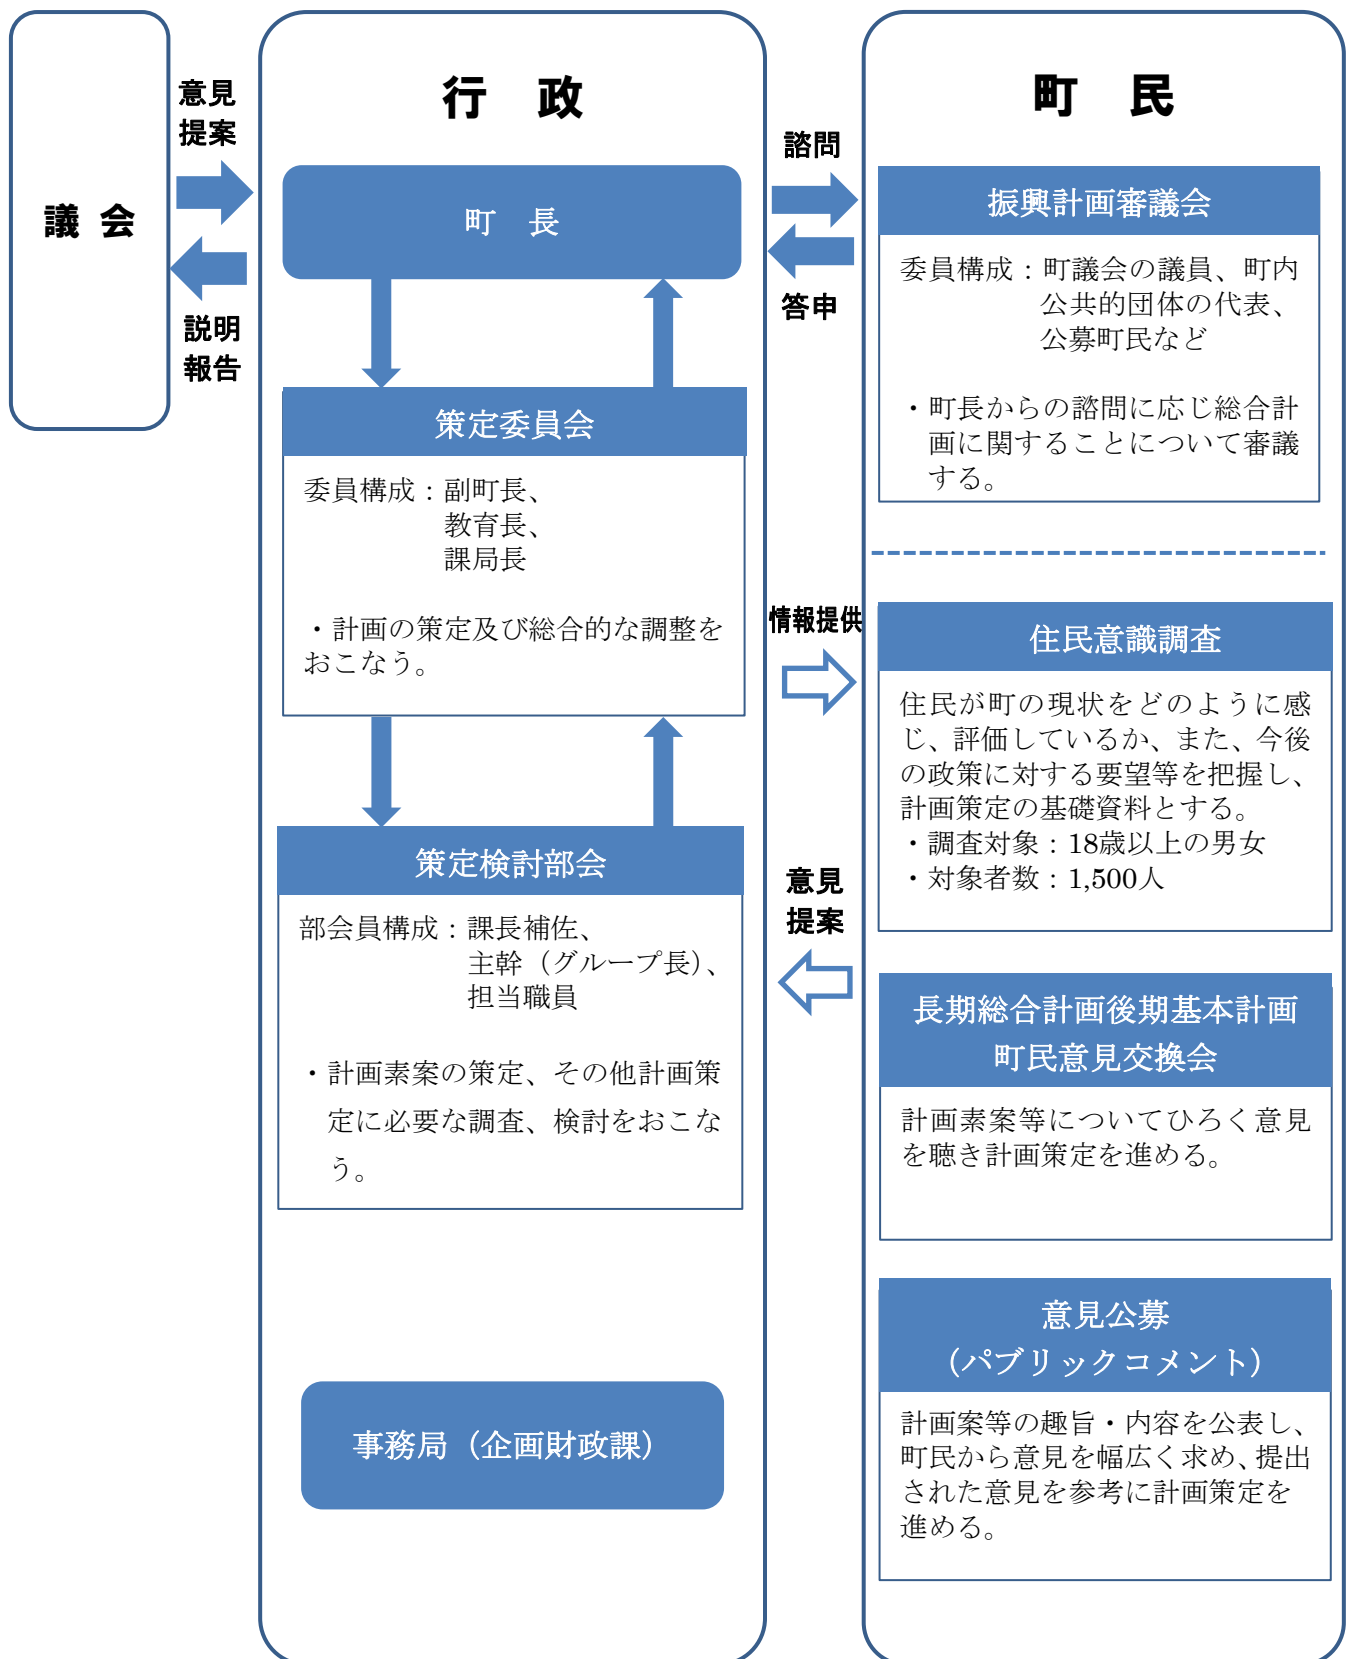 議 会
意見
提案
説明
報告
行 政
町 長
策定委員会
委員構成：副町長、
教育長、
課局長
・計画の策定及び総合的な調整を
おこなう。
策定検討部会
部会員構成：課長補佐、
主幹（グループ長）、
担当職員
・計画素案の策定、その他計画策
定に必要な調査、検討をおこな
う。
事務局（企画財政課）
諮問
答申
情報提供
意見
提案
町 民
振興計画審議会
委員構成：町議会の議員、町内
公共的団体の代表、
公募町民など
・町長からの諮問に応じ総合計
画に関することについて審議
する。
住民意識調査
住民が町の現状をどのように感
じ、評価しているか、また、今後
の政策に対する要望等を把握し、
計画策定の基礎資料とする。
・調査対象：18歳以上の男女
・対象者数：1,500人
長期総合計画後期基本計画
町民意見交換会
計画素案等についてひろく意見
を聴き計画策定を進める。
意見公募
（パブリックコメント）
計画案等の趣旨・内容を公表し、
町民から意見を幅広く求め、提出
された意見を参考に計画策定を
進める。